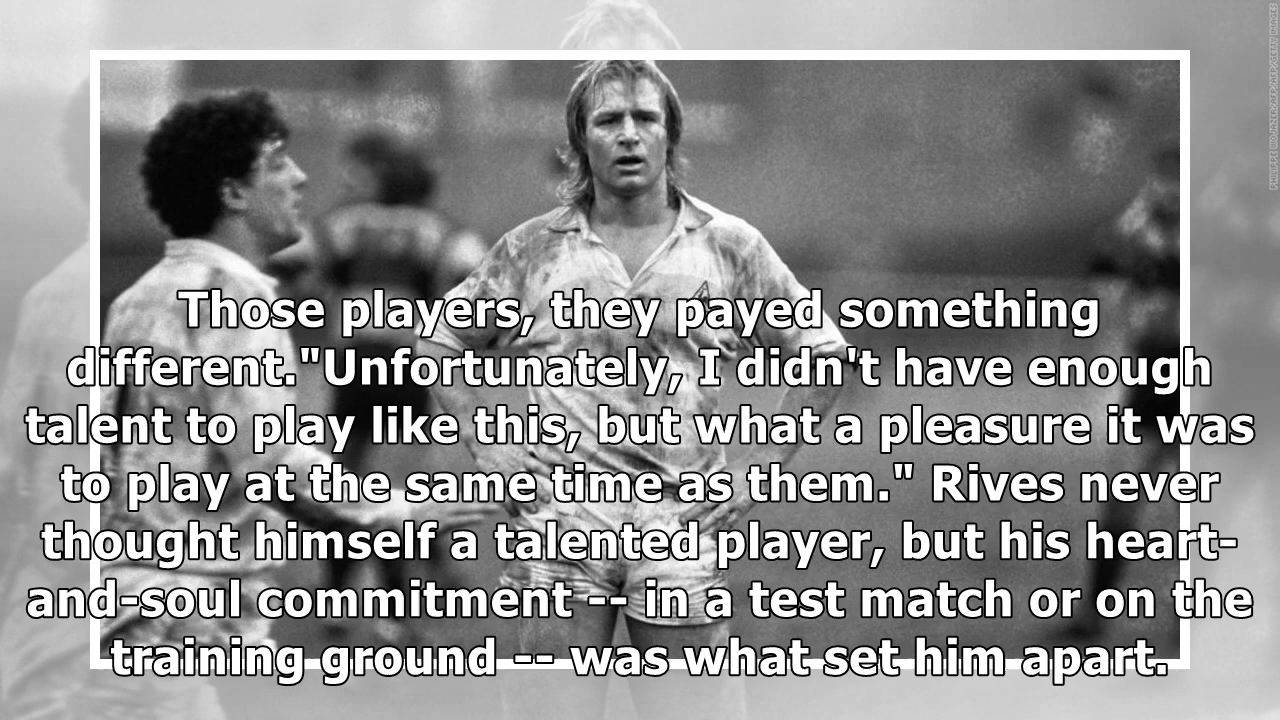 Those players, they payed something
different."Unfortunately, I didn't have enough
talent to play like this, but what a pleasure it was
to play at the same time as them." Rives never
thought himself a talented player, but his heart-
and-soul commitment -- in a test match or on the
training ground -- was what set him apart.